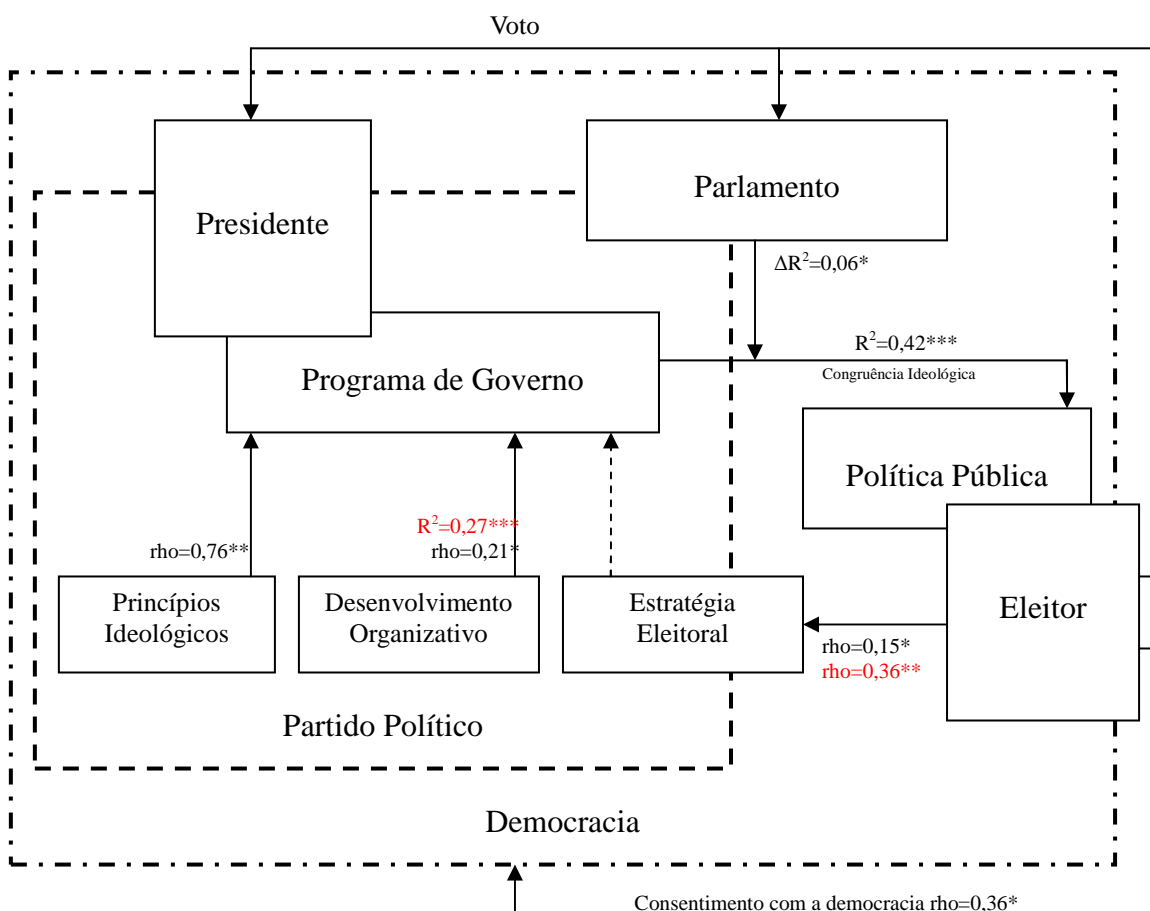 Voto
Presidente
Parlamento
ΔR²=0,06*
Programa de Governo
R²=0,42***
Congruência Ideológica
Política Pública
R²=0,27***
rho=0,76**
rho=0,21*
Princípios
Ideológicos
Desenvolvimento
Organizativo
Estratégia
Eleitoral
Eleitor
rho=0,15*
rho=0,36**
Partido Político
Democracia
Consentimento com a democracia rho=0,36*